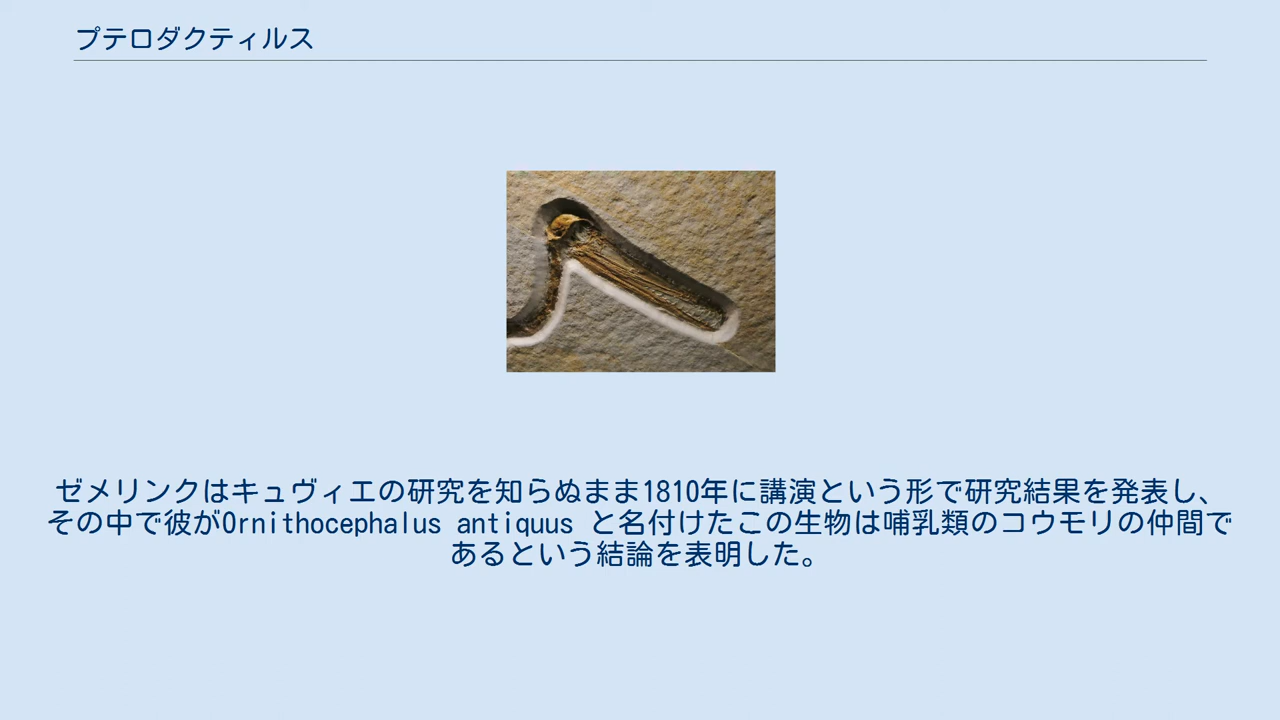 プテロダクティルス
ゼメリンクはキュヴィエの研究を知らぬまま1810年に講演という形で研究結果を発表し、
その中で彼がOrnithocephalus antiquus と名付けたこの生物は哺乳類のコウモリの仲間で
あるという結論を表明した。